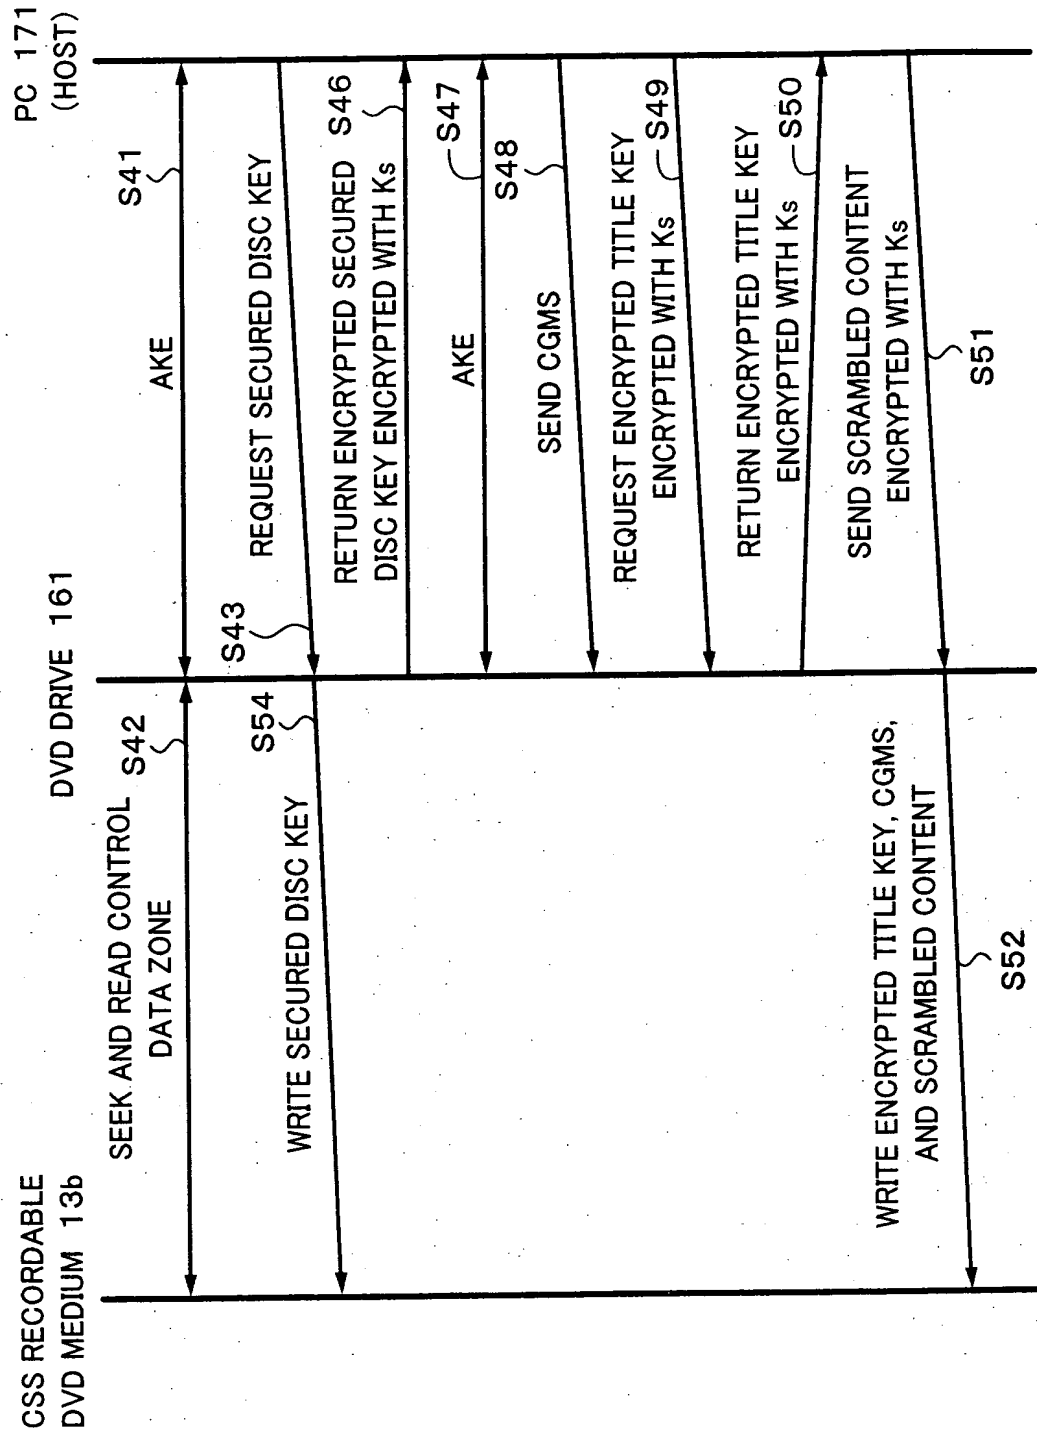 CSS RECORDABLE
DVD MEDIUM 13b
DVD DRIVE 161
PC 171
(HOST)
S41
AKE
SEEK AND READ CONTROL
DATA ZONE
S42
REQUEST SECURED DISC KEY
S43
WRITE SECURED DISC KEY
S54
RETURN ENCRYPTED SECURED
DISC KEY ENCRYPTED WITH Ks
S46
AKE
S47
SEND CGMS
S48
REQUEST ENCRYPTED TITLE KEY
ENCRYPTED WITH Ks
S49
RETURN ENCRYPTED TITLE KEY
ENCRYPTED WITH Ks
S50
SEND SCRAMBLED CONTENT
ENCRYPTED WITH Ks
S51
WRITE ENCRYPTED TITLE KEY, CGMS,
AND SCRAMBLED CONTENT
S52